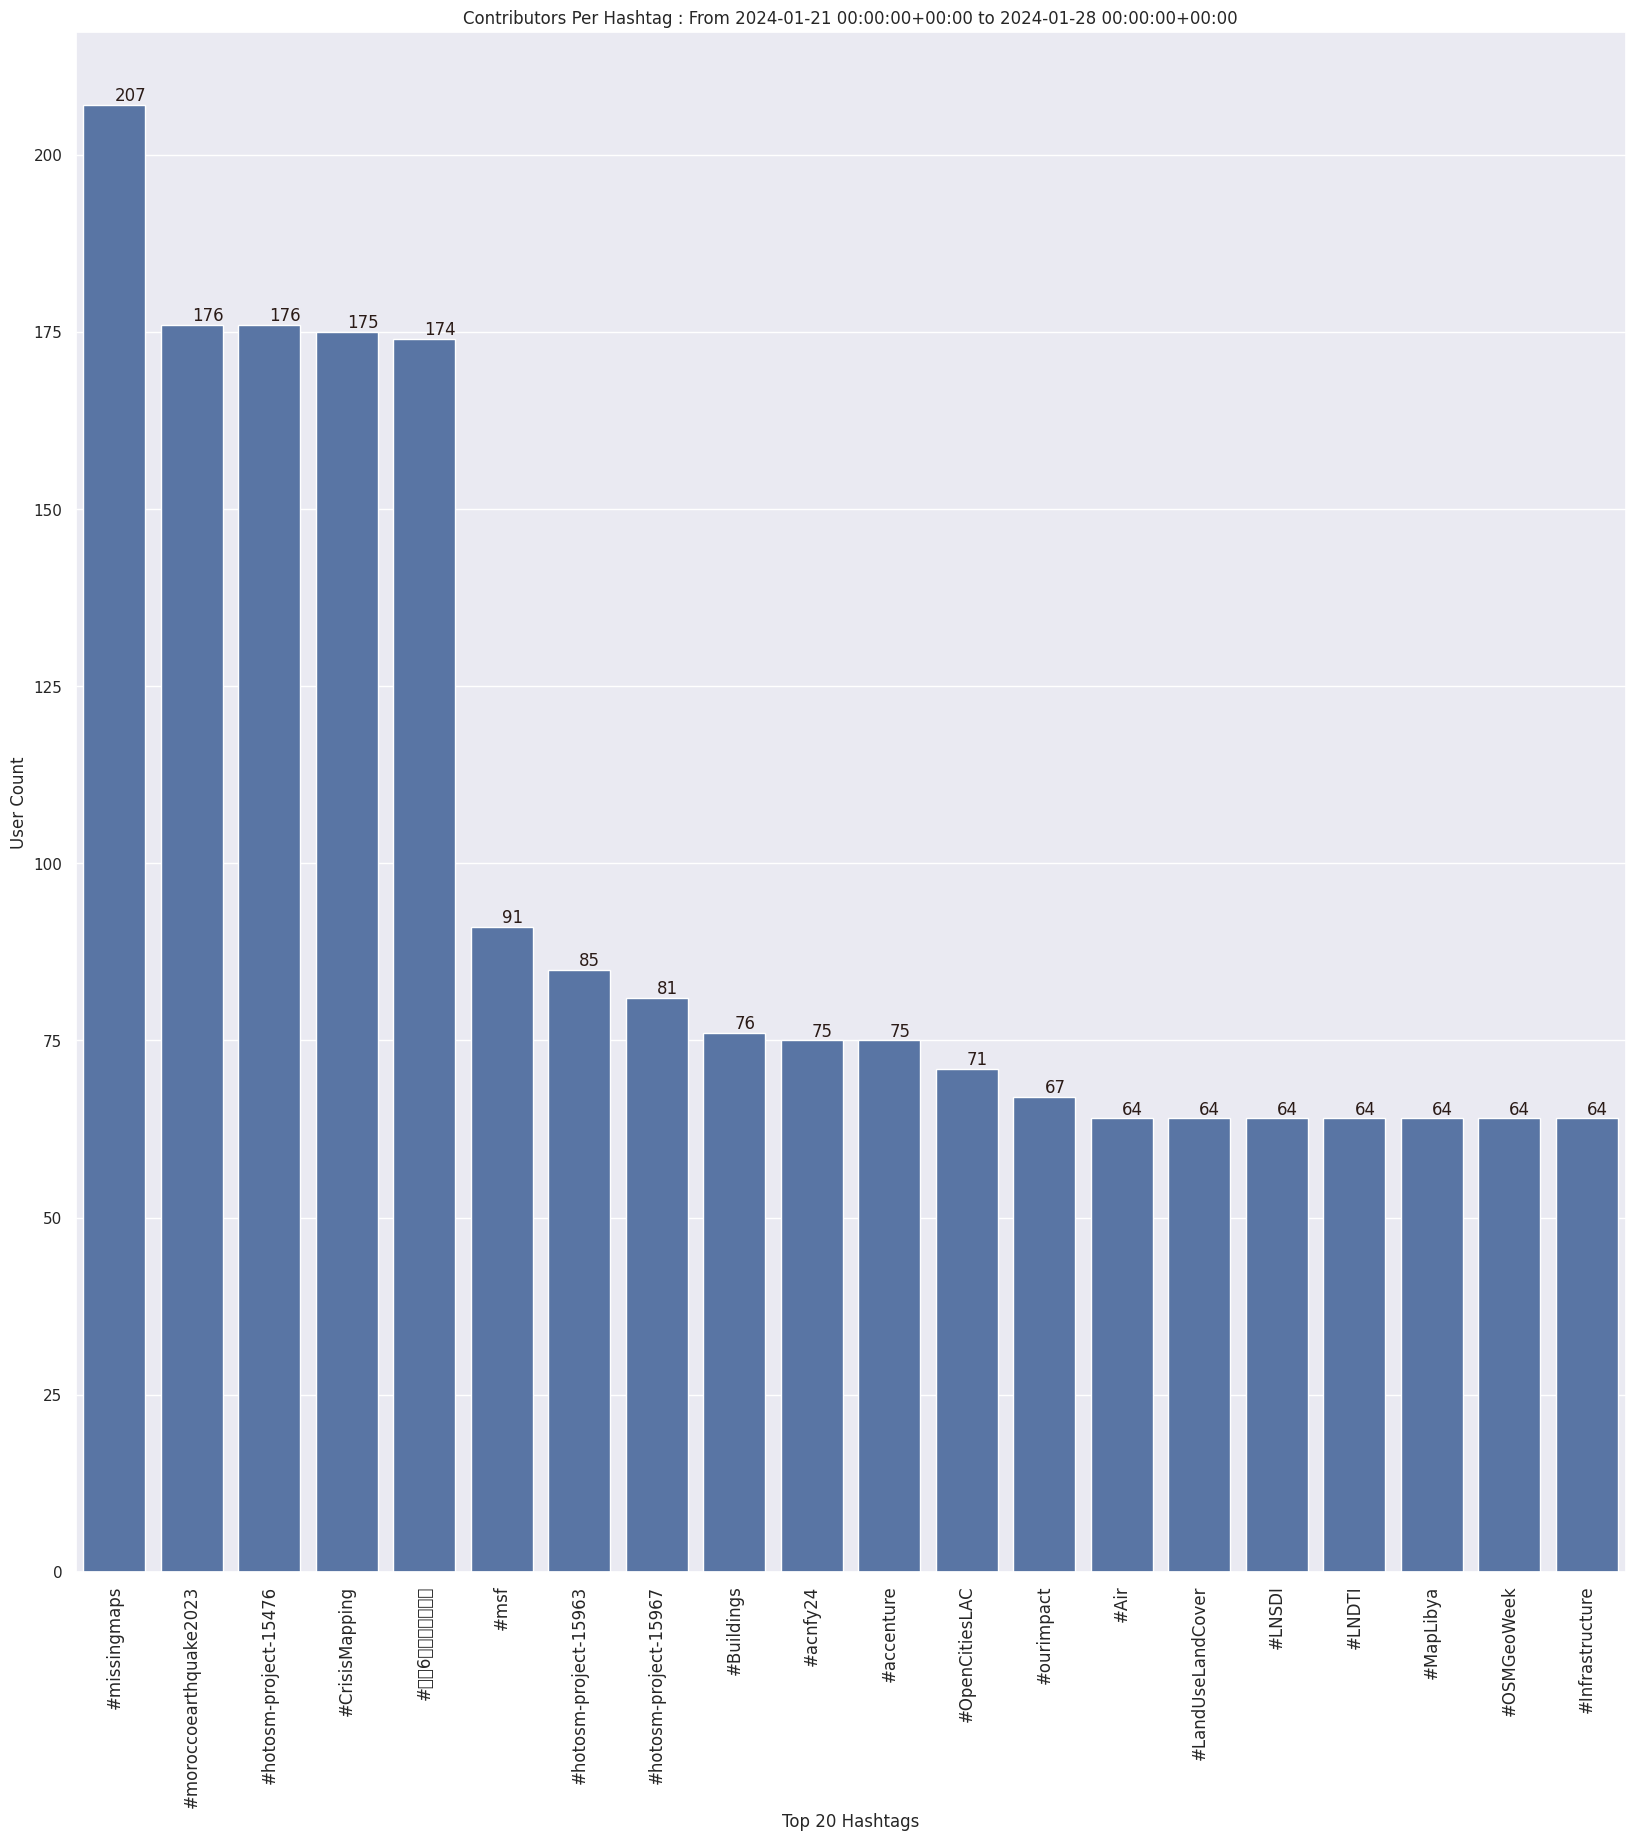 Contributors Per Hashtag : From 2024-01-21 00:00:00+00:00 to 2024-01-28 00:00:00+00:00
User Count
200
175
150
125
100
75
50
25
0
207
176
176
175
174
91
85
81
76
75
75
71
67
64
64
64
64
64
64
64
#missingmaps
#moroccoearthquake2023
#hotosm-project-15476
#CrisisMapping
#6
#msf
#hotosm-project-15963
#hotosm-project-15967
#Buildings
#acnfy24
#accenture
#OpenCitiesLAC
#ourimpact
#Air
#LandUseLandCover
#LNSDI
#LNDTI
#MapLibya
#OSMGeoWeek
#Infrastructure
Top 20 Hashtags